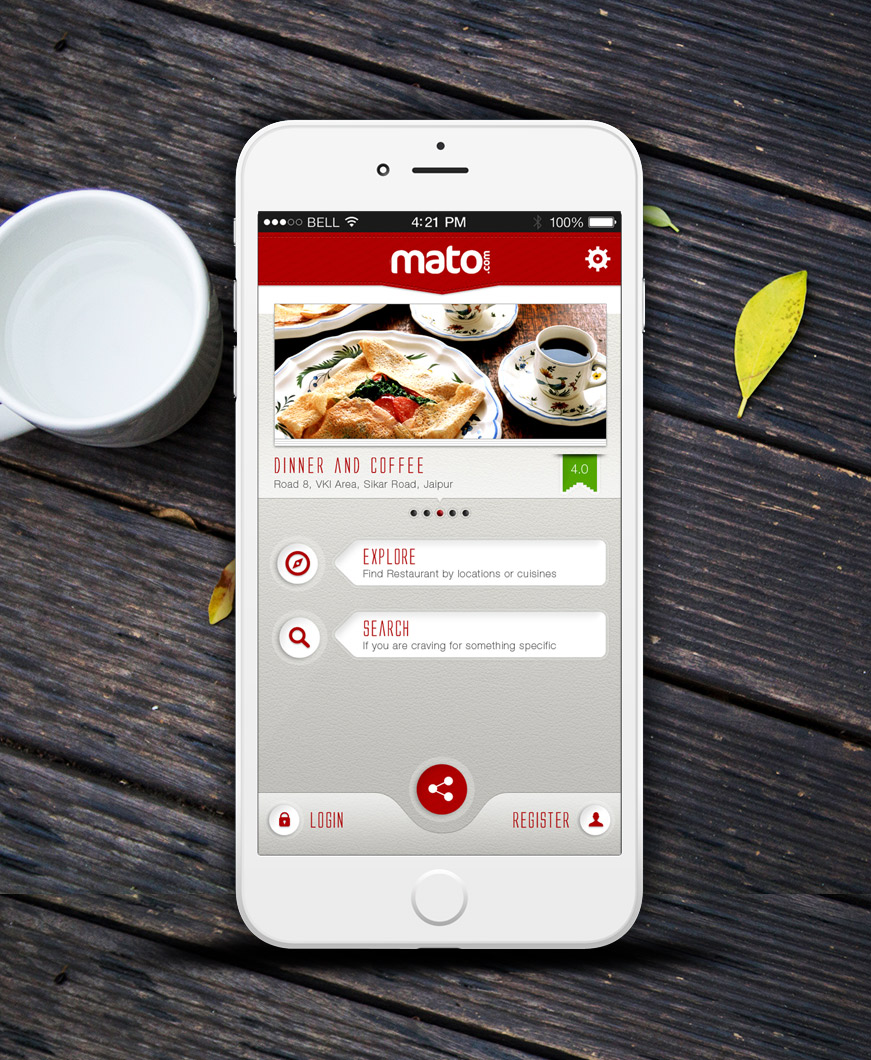 BELL 4:21 PM 100%
mato.com
DINNER AND COFFEE
4.0
Road 8, VKI Area, Sikar Road, Jaipur
EXPLORE
Find Restaurant by locations or cuisines
SEARCH
If you are craving for something specific
LOGIN REGISTER